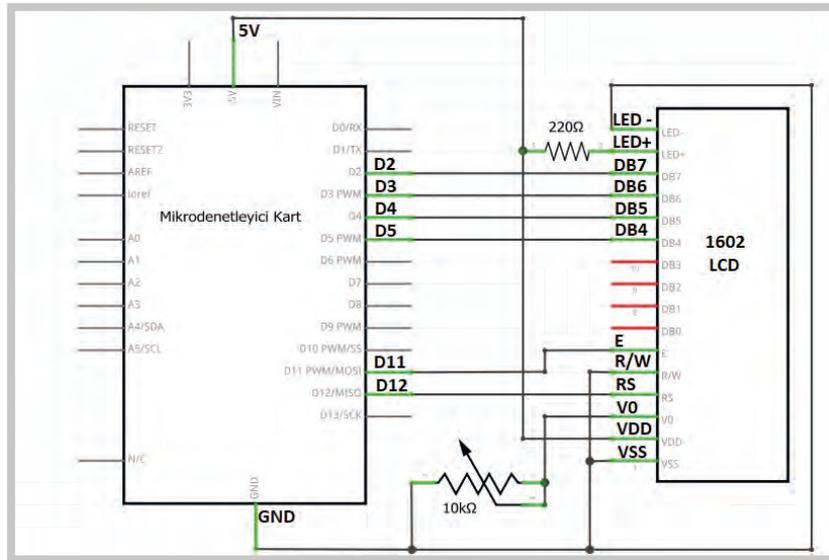 5V
3V3
5V
VIN
RESET
RESET2
AREF
ioref
A0
A1
A2
A3
A4/SDA
A5/SCL
N/C
Mikrodenetleyici Kart
D0/RX
D1/TX
D2
D3 PWM
D4
D5 PWM
D6 PWM
D7
D8
D9 PWM
D10 PWM/SS
D11 PWM/MOSI
D12/MISO
D13/SCK
GND
GND
D2
D3
D4
D5
D11
D12
220Ω
10kΩ
LED -
LED+
DB7
DB6
DB5
DB4
E
R/W
RS
V0
VDD
VSS
LED-
LED+
DB7
DB6
DB5
DB4
DB3
DB2
DB1
DB0
E
R/W
RS
V0
VDD
VSS
1602
LCD